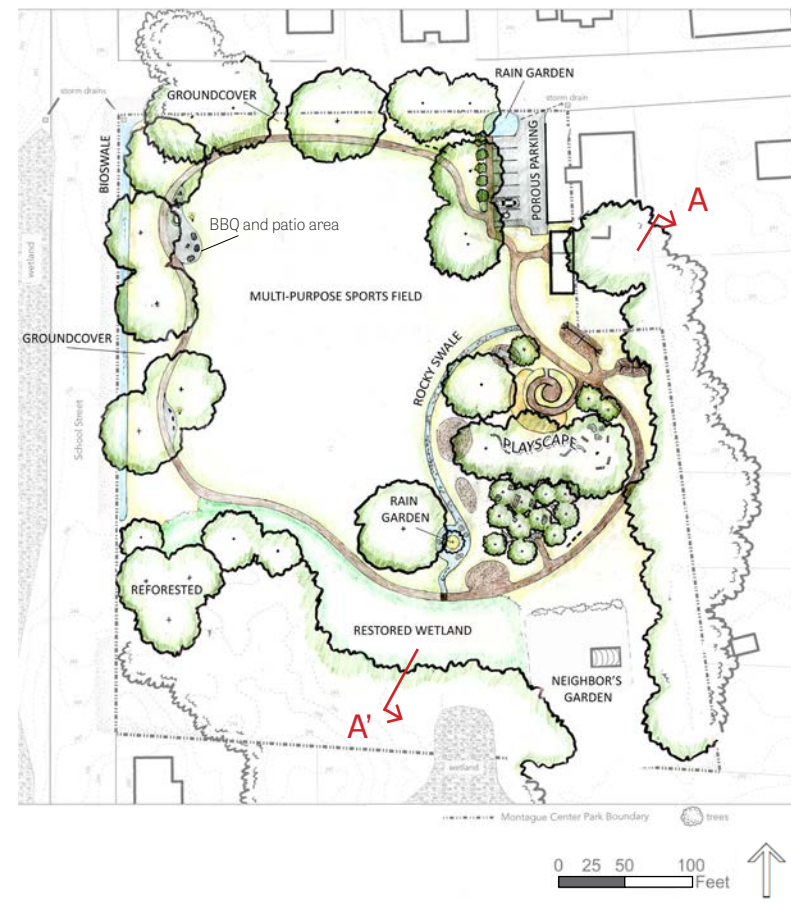 RAIN GARDEN
GROUNDCOVER
storm drains
storm drain
BIOSWALE
POROUS PARKING
A
BBQ and patio area
wetland
MULTI-PURPOSE SPORTS FIELD
GROUNDCOVER
ROCKY SWALE
School Street
PLAYSCAPE
RAIN
GARDEN
REFORESTED
RESTORED WETLAND
NEIGHBOR'S
GARDEN
A'
wetland
Montague Center Park Boundary
trees
0 25 50 100
Feet